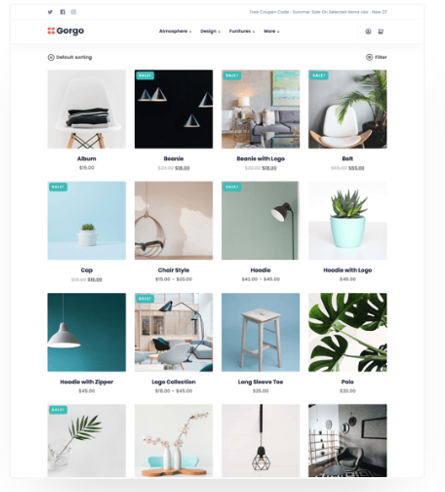 Free Coupon Code - Summer Sale On Selected Items Use - New 27
Gorgo
Atmosphere Design Funitures More
Default sorting
Filter
SALE! SALE! SALE!
Album Beanie Beanie with Logo Belt
$15.00 $20.00 $18.00 $20.00 $18.00 $65.00 $55.00
SALE! SALE!
Cap Chair Style Hoodie Hoodie with Logo
$18.00 $16.00 $15.00 – $20.00 $42.00 – $45.00 $45.00
SALE!
Hoodie with Zipper Logo Collection Long Sleeve Tee Polo
$45.00 $18.00 – $45.00 $25.00 $20.00
SALE! SALE!